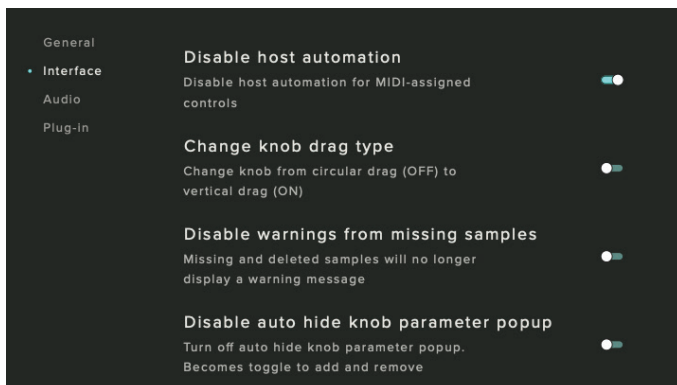 General
Interface
Audio
Plug-in
Disable host automation
Disable host automation for MIDI-assigned
controls
Change knob drag type
Change knob from circular drag (OFF) to
vertical drag (ON)
Disable warnings from missing samples
Missing and deleted samples will no longer
display a warning message
Disable auto hide knob parameter popup
Turn off auto hide knob parameter popup.
Becomes toggle to add and remove